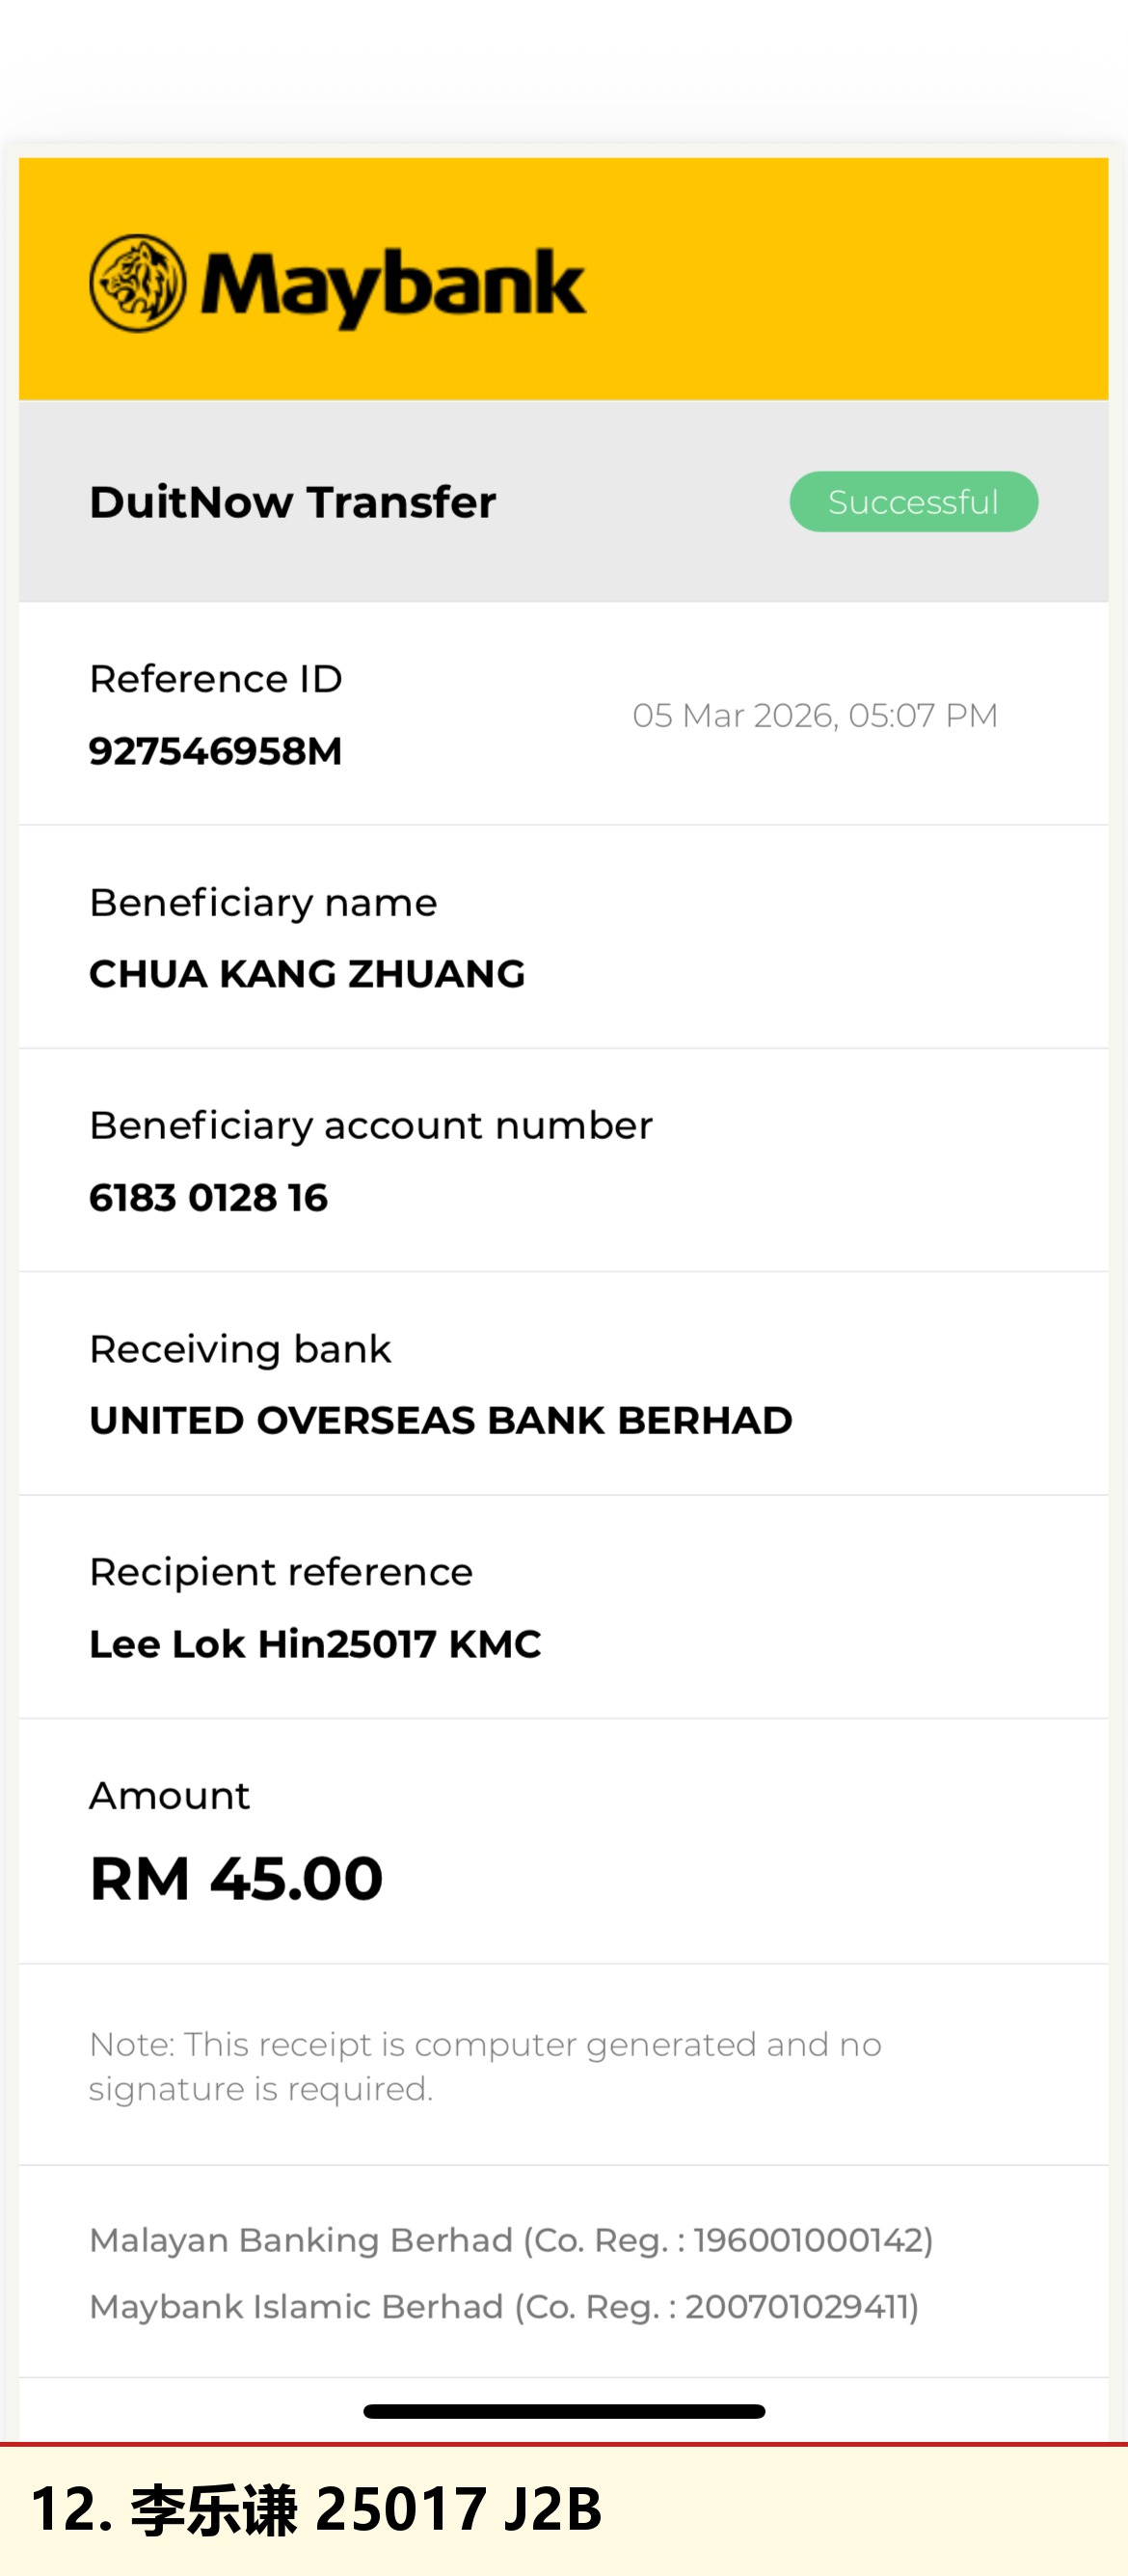 Maybank
DuitNow Transfer
Successful
Reference ID
927546958M
05 Mar 2026, 05:07 PM
Beneficiary name
CHUA KANG ZHUANG
Beneficiary account number
6183 0128 16
Receiving bank
UNITED OVERSEAS BANK BERHAD
Recipient reference
Lee Lok Hin25017 KMC
Amount
RM 45.00
Note: This receipt is computer generated and no
signature is required.
Malayan Banking Berhad (Co. Reg. : 196001000142)
Maybank Islamic Berhad (Co. Reg. : 200701029411)
12. 李乐谦 25017 J2B